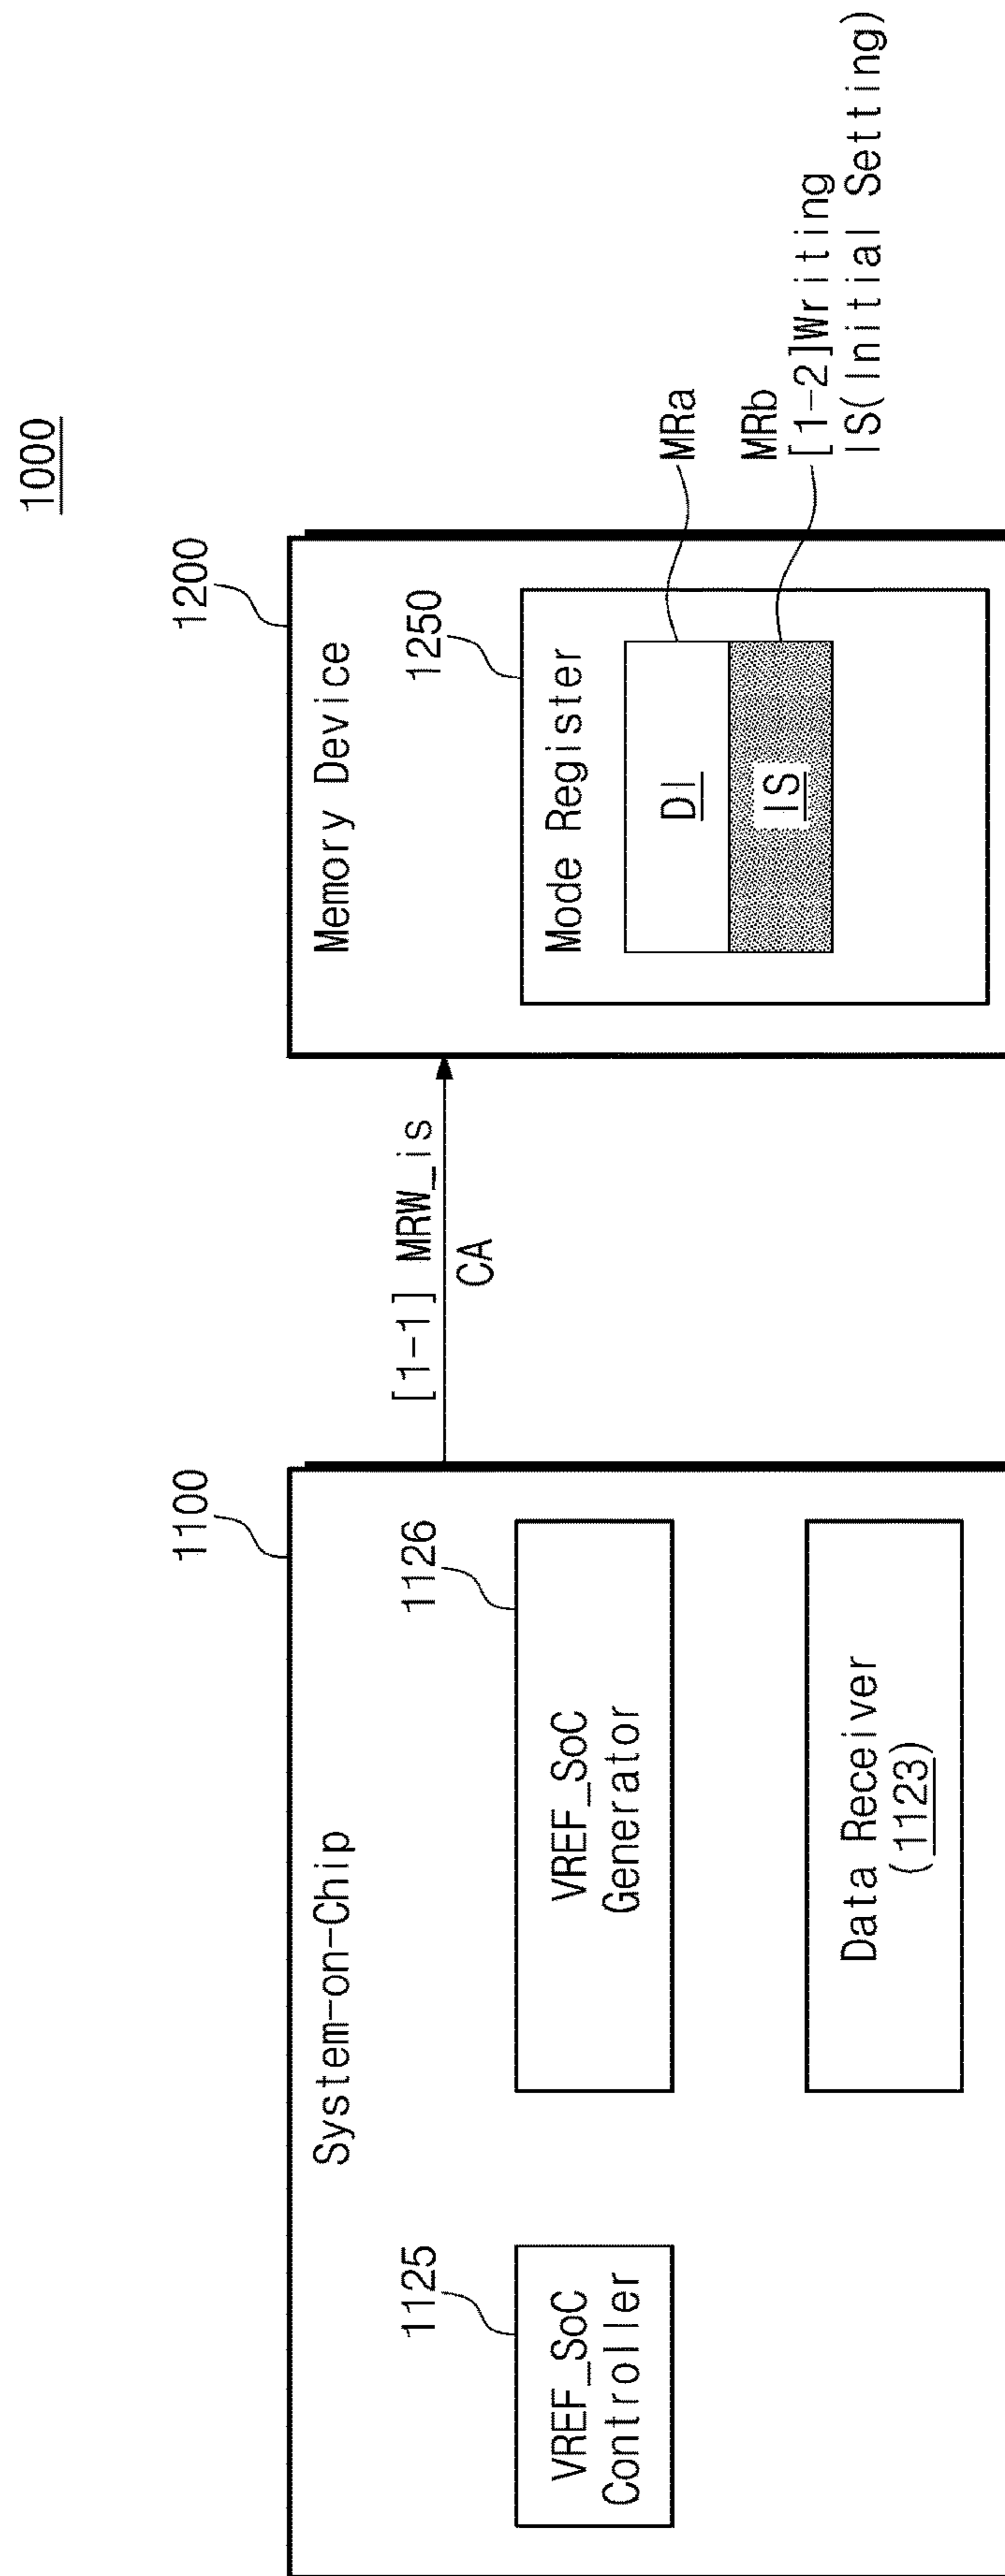 1000
1100
System-on-Chip
1125
VREF_SoC
Controller
1126
VREF_SoC
Generator
Data Receiver
(1123)
[1-1] MRW_is
CA
1200
Memory Device
1250
Mode Register
DI
IS
MRa
MRb
[1-2]Writing
IS(Initial Setting)